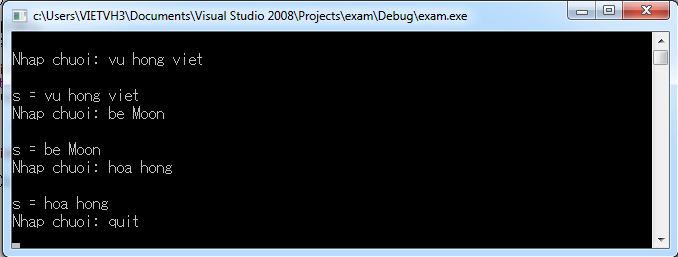 c:\Users\VIETVH3\Documents\Visual Studio 2008\Projects\exam\Debug\exam.exe
Nhap chuoi: vu hong viet
s = vu hong viet
Nhap chuoi: be Moon
s = be Moon
Nhap chuoi: hoa hong
s = hoa hong
Nhap chuoi: quit